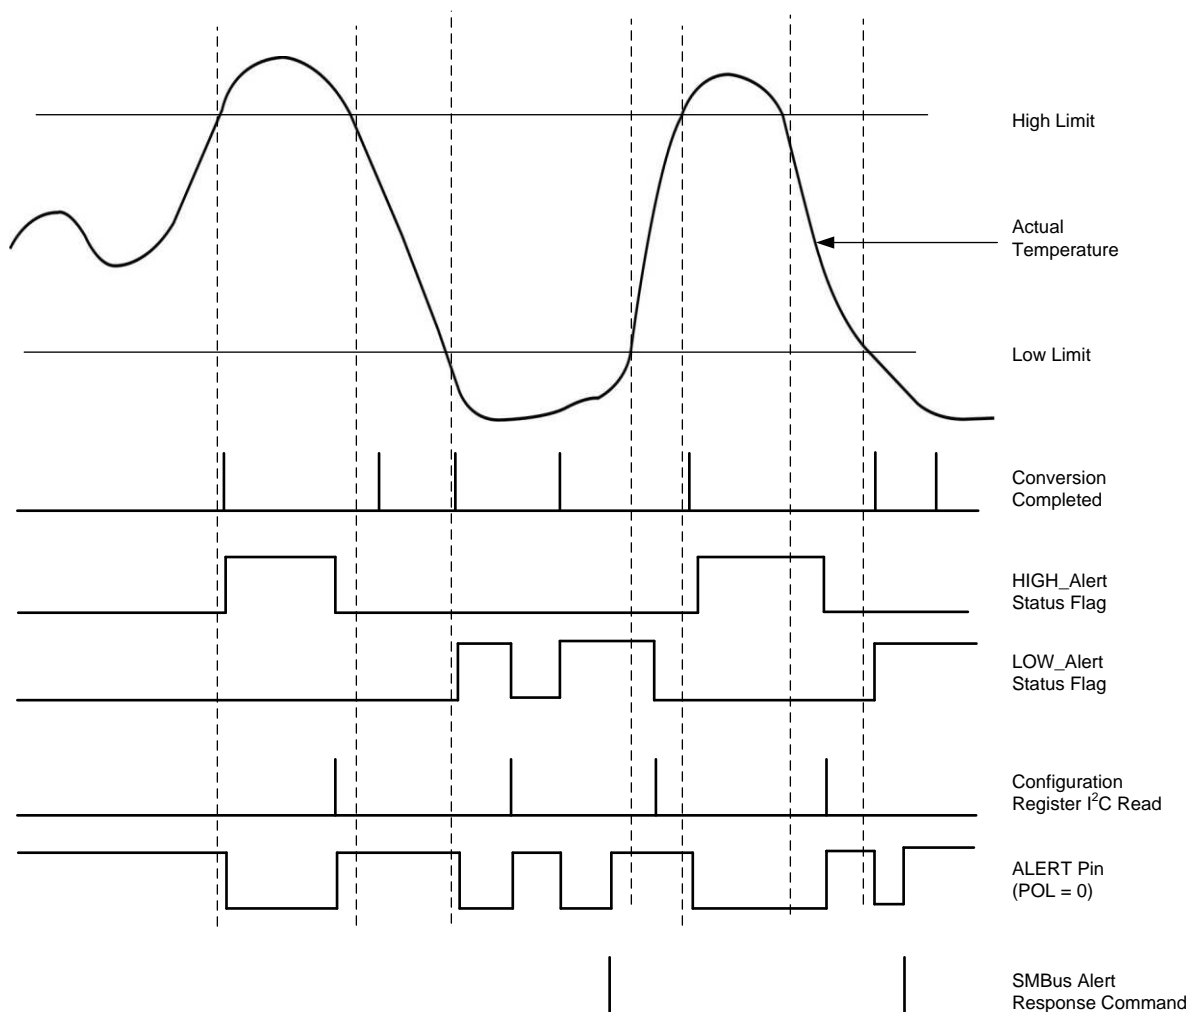 High Limit
Actual
Temperature
Low Limit
Conversion
Completed
HIGH_Alert
Status Flag
LOW_Alert
Status Flag
Configuration
Register I²C Read
ALERT Pin
(POL = 0)
SMBus Alert
Response Command